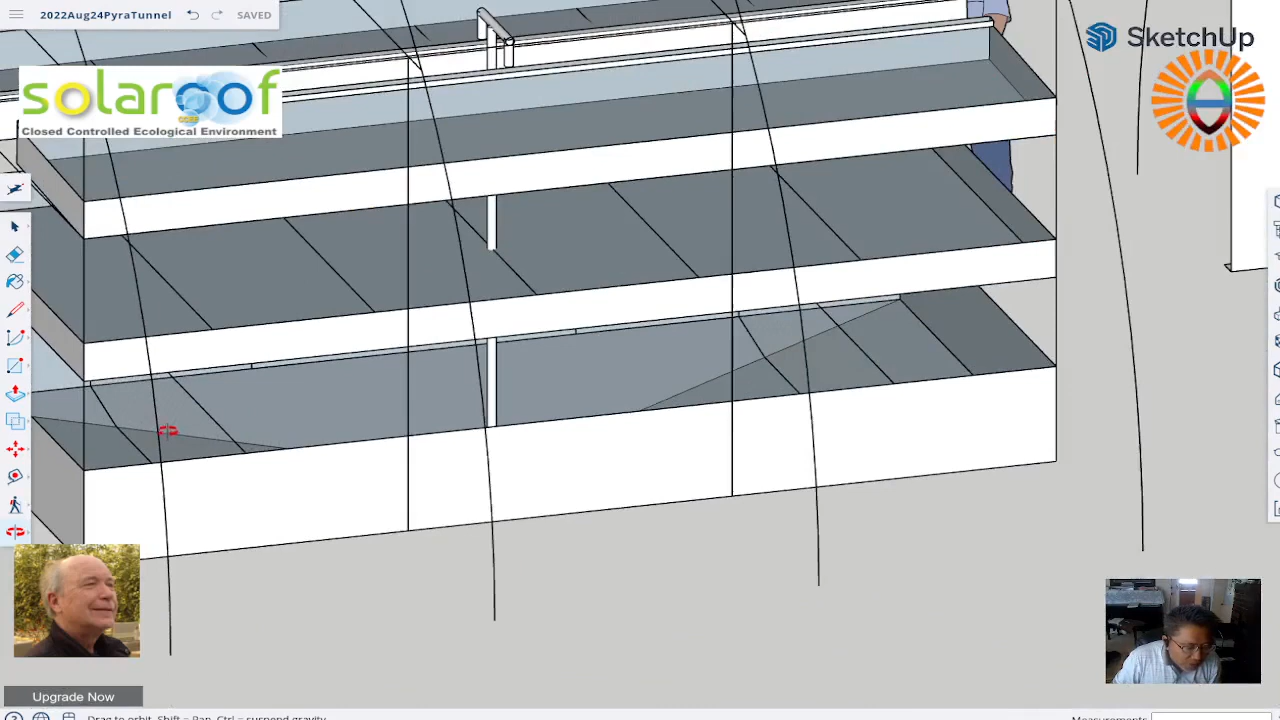 2022Aug24PyraTunnel
SAVED
SketchUp
solaroof
CCEE
Closed Controlled Ecological Environment
Upgrade Now
Drag to orbit. Shift = Pan, Ctrl = suspend gravity
Measurements